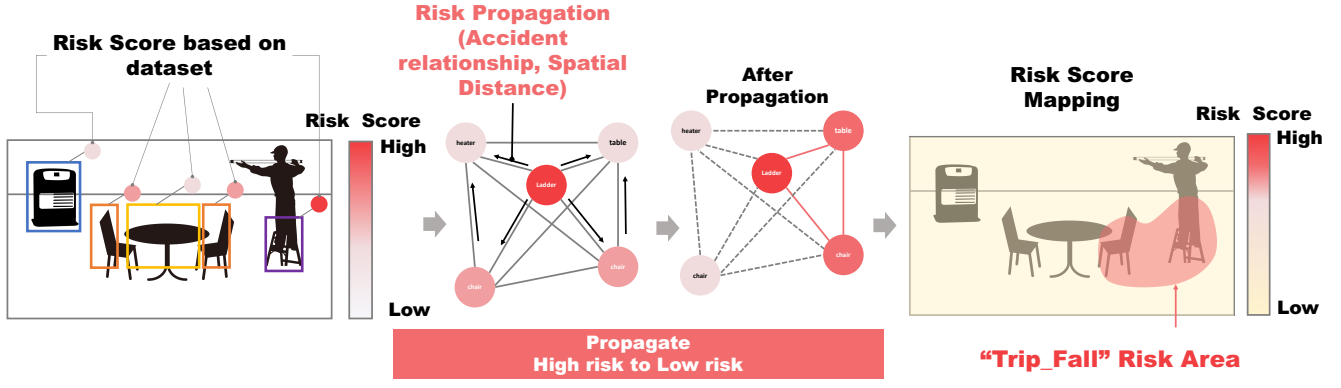 Risk Score based on
dataset
Risk Score
High
Low
Risk Propagation
(Accident
relationship, Spatial
Distance)
heater
table
Ladder
chair
chair
After
Propagation
heater
table
Ladder
chair
chair
Propagate
High risk to Low risk
Risk Score
Mapping
Risk Score
High
Low
“Trip_Fall” Risk Area